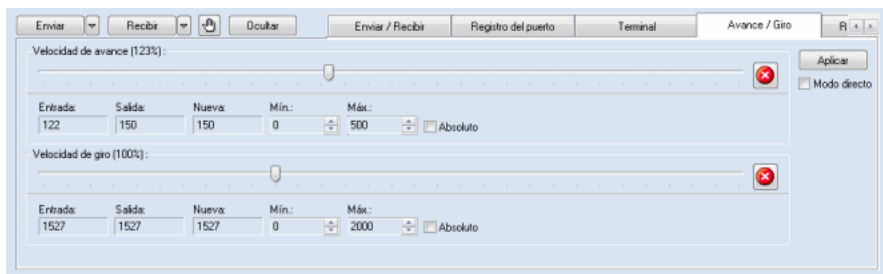 Enviar Recibir Ocultar Enviar / Recibir Registro del puerto Terminal Avance / Giro R
Velocidad de avance (123%) : Aplicar
Modo directo
Entrada: Salida: Nueva: Mín.: Máx.:
122 150 150 0 500 Absoluto
Velocidad de giro (100%) :
Entrada: Salida: Nueva: Mín.: Máx.:
1527 1527 1527 0 2000 Absoluto